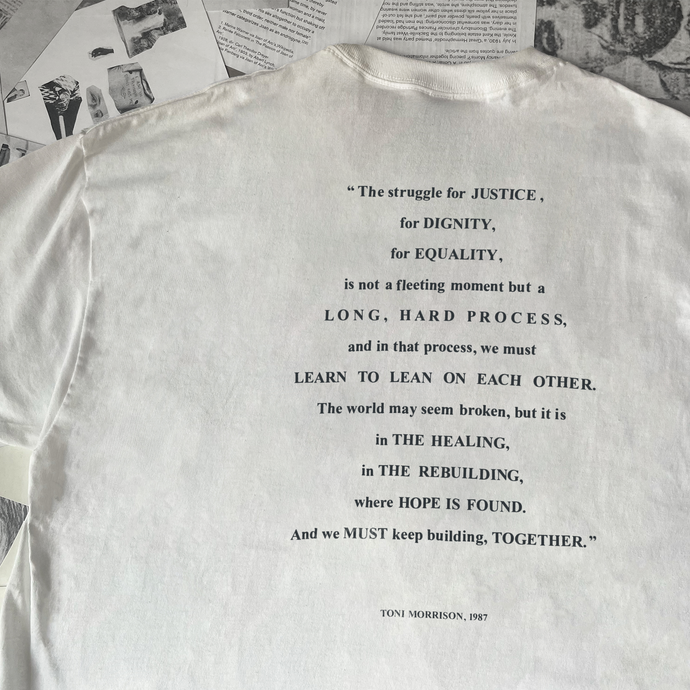 “The struggle for JUSTICE,
for DIGNITY,
for EQUALITY,
is not a fleeting moment but a
LONG, HARD PROCESS,
and in that process, we must
LEARN TO LEAN ON EACH OTHER.
The world may seem broken, but it is
in THE HEALING,
in THE REBUILDING,
where HOPE IS FOUND.
And we MUST keep building, TOGETHER.”
TONI MORRISON, 1987